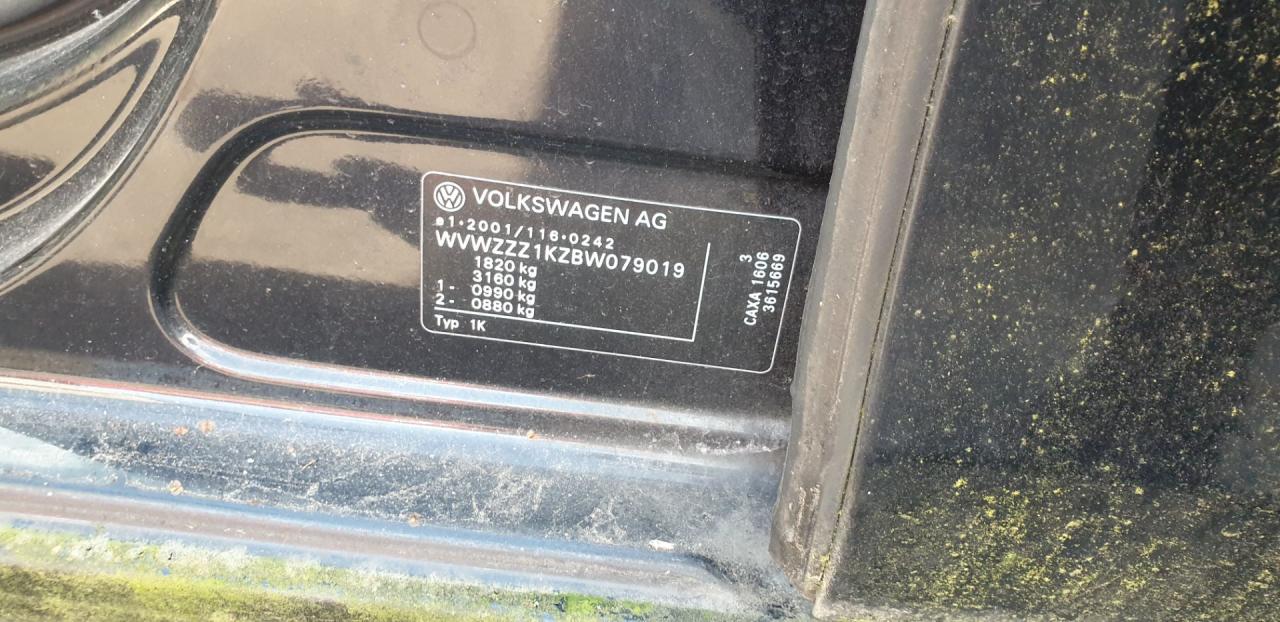 VOLKSWAGEN AG
e1*2001/116*0242
WVWZZZ1KZBW079019
1820 kg
3160 kg
1- 0990 kg
2- 0880 kg
Typ 1K
3
CAXA 1606
3615669